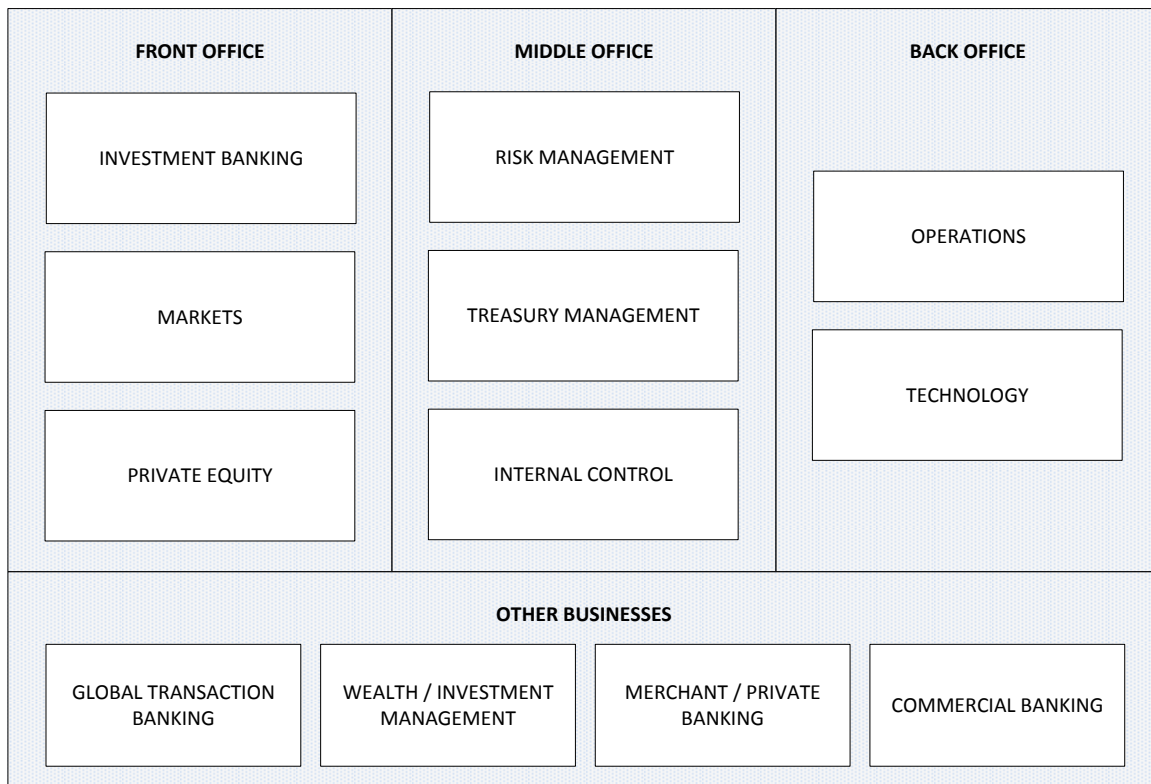 FRONT OFFICE
INVESTMENT BANKING
MARKETS
PRIVATE EQUITY
MIDDLE OFFICE
RISK MANAGEMENT
TREASURY MANAGEMENT
INTERNAL CONTROL
BACK OFFICE
OPERATIONS
TECHNOLOGY
OTHER BUSINESSES
GLOBAL TRANSACTION
BANKING
WEALTH / INVESTMENT
MANAGEMENT
MERCHANT / PRIVATE
BANKING
COMMERCIAL BANKING